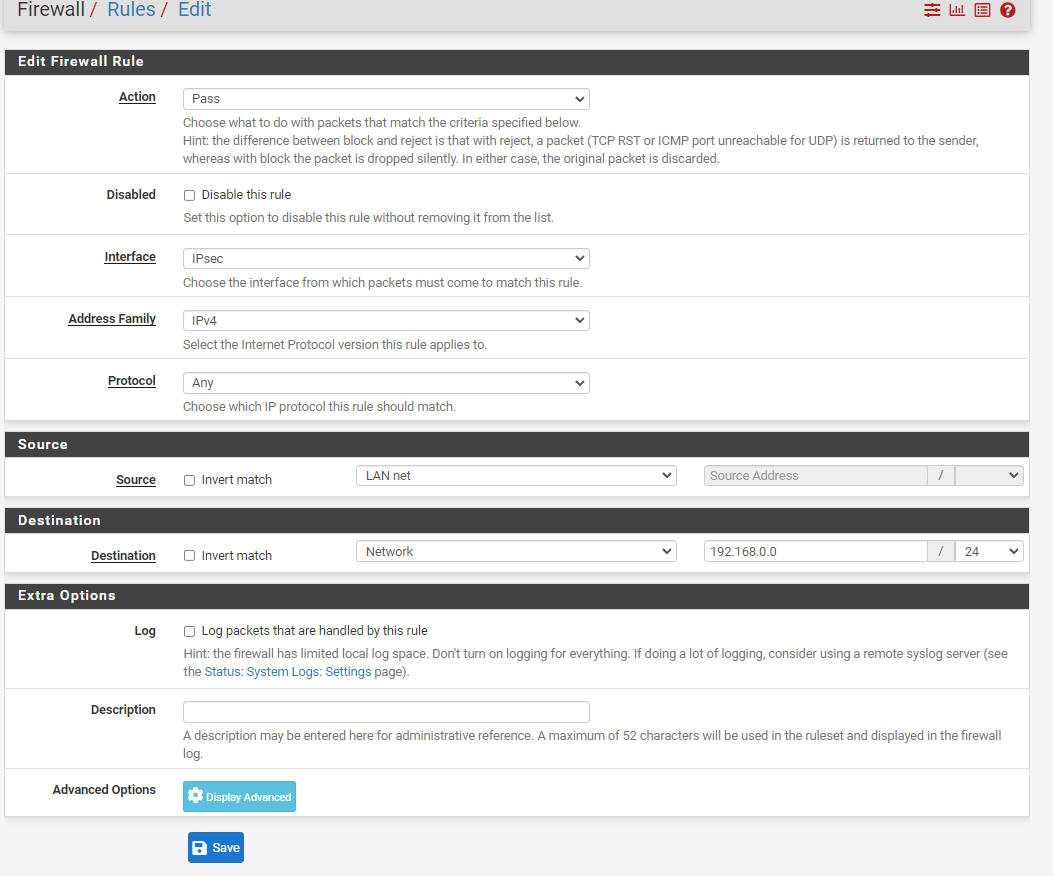 Firewall / Rules / Edit
Edit Firewall Rule
Action
Pass
Choose what to do with packets that match the criteria specified below.
Hint: the difference between block and reject is that with reject, a packet (TCP RST or ICMP port unreachable for UDP) is returned to the sender,
whereas with block the packet is dropped silently. In either case, the original packet is discarded.
Disabled
Disable this rule
Set this option to disable this rule without removing it from the list.
Interface
IPsec
Choose the interface from which packets must come to match this rule.
Address Family
IPv4
Select the Internet Protocol version this rule applies to.
Protocol
Any
Choose which IP protocol this rule should match.
Source
Source
Invert match
LAN net
Source Address
/
Destination
Destination
Invert match
Network
192.168.0.0
/
24
Extra Options
Log
Log packets that are handled by this rule
Hint: the firewall has limited local log space. Don't turn on logging for everything. If doing a lot of logging, consider using a remote syslog server (see
the Status: System Logs: Settings page).
Description
A description may be entered here for administrative reference. A maximum of 52 characters will be used in the ruleset and displayed in the firewall
log.
Advanced Options
Display Advanced
Save